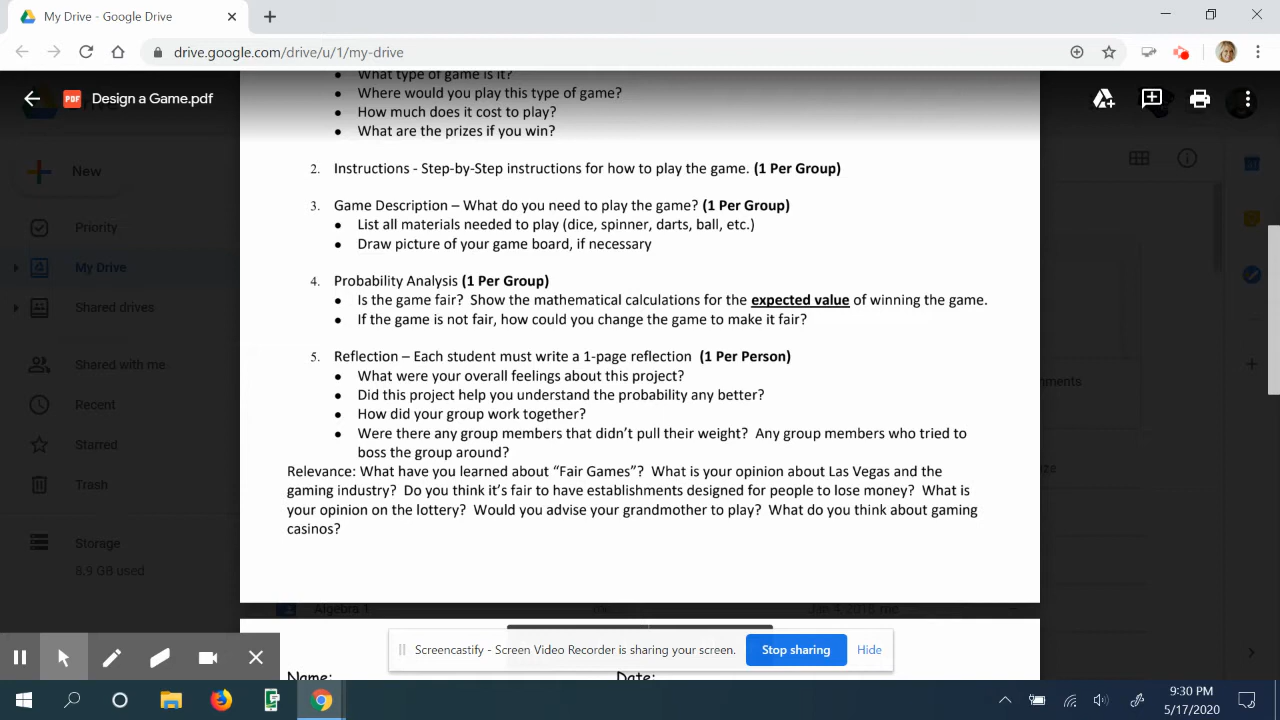 My Drive - Google Drive
drive.google.com/drive/u/1/my-drive
What type of game is it?
Design a Game.pdf
• Where would you play this type of game?
• How much does it cost to play?
• What are the prizes if you win?
New
2. Instructions - Step-by-Step instructions for how to play the game. (1 Per Group)
3. Game Description – What do you need to play the game? (1 Per Group)
• List all materials needed to play (dice, spinner, darts, ball, etc.)
• Draw picture of your game board, if necessary
Priority
My Drive
Shared drives
4. Probability Analysis (1 Per Group)
• Is the game fair? Show the mathematical calculations for the expected value of winning the game.
• If the game is not fair, how could you change the game to make it fair?
Shared with me
Recent
Starred
Trash
5. Reflection – Each student must write a 1-page reflection (1 Per Person)
• What were your overall feelings about this project?
• Did this project help you understand the probability any better?
• How did your group work together?
• Were there any group members that didn't pull their weight? Any group members who tried to
boss the group around?
Relevance: What have you learned about "Fair Games"? What is your opinion about Las Vegas and the
gaming industry? Do you think it's fair to have establishments designed for people to lose money? What is
your opinion on the lottery? Would you advise your grandmother to play? What do you think about gaming
casinos?
Storage
8.9 GB used
Algebra 1 me Jan 4, 2018 me
Screencastify - Screen Video Recorder is sharing your screen. Stop sharing Hide
Name: Date:
9:30 PM
5/17/2020